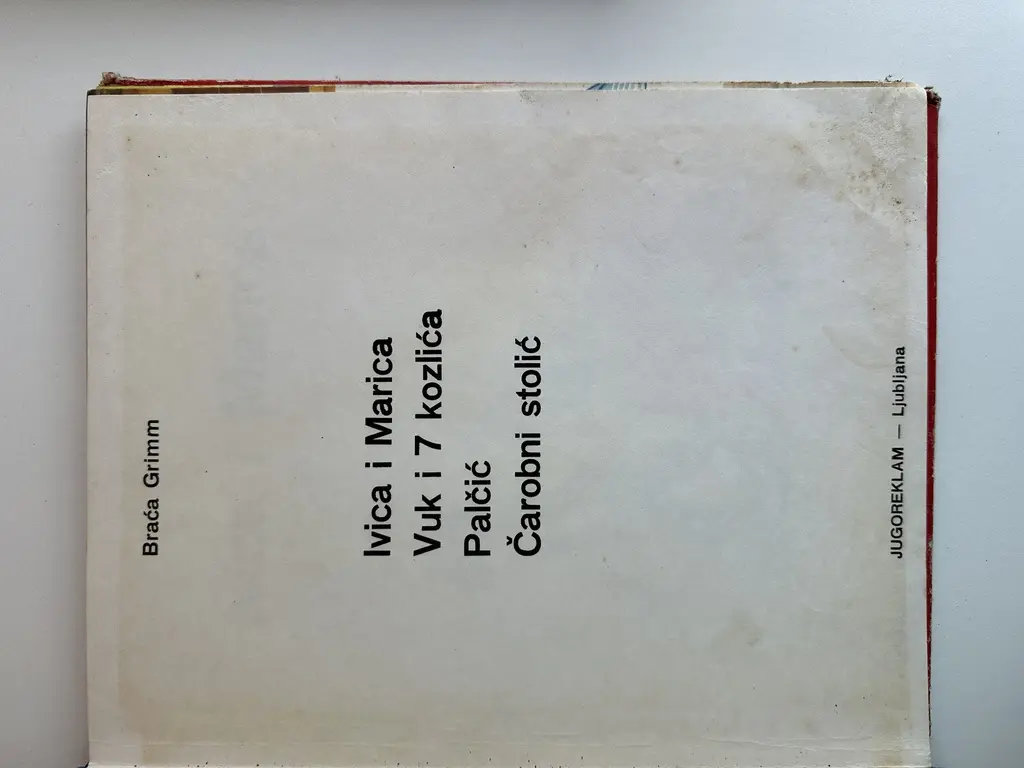 Braća Grimm
Ivica i Marica
Vuk i 7 kozlića
Palčić
Čarobni stolić
JUGOREKLAM — Ljubljana